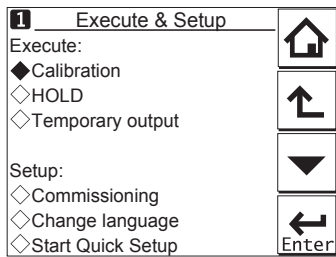 1 Execute & Setup
Execute:
Calibration
HOLD
Temporary output
Setup:
Commissioning
Change language
Start Quick Setup
Enter